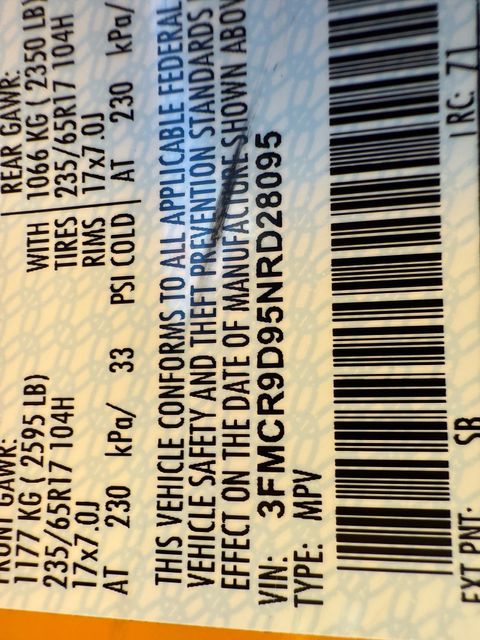 FRONT GAWR: REAR GAWR:
1177 KG ( 2595 LB) WITH 1066 KG ( 2350 LB)
235/65R17 104H TIRES 235/65R17 104H
17x7.0J RIMS 17x7.0J
AT 230 kPa/ 33 PSI COLD AT 230 kPa/
THIS VEHICLE CONFORMS TO ALL APPLICABLE FEDERAL
VEHICLE SAFETY AND THEFT PREVENTION STANDARDS
EFFECT ON THE DATE OF MANUFACTURE SHOWN ABOV
VIN: 3FMCR9D95NRD28095
TYPE: MPV
EXT PNT: SB RC: 71